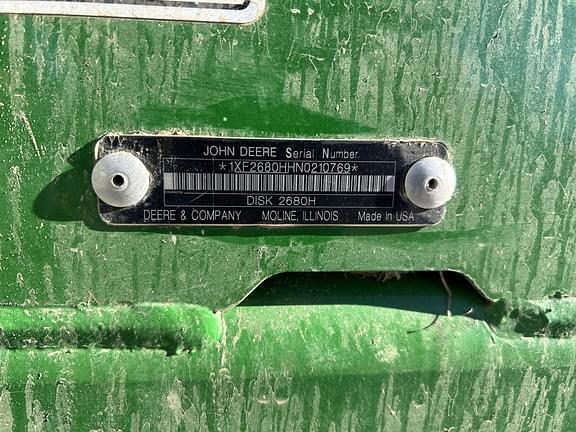 JOHN DEERE Serial Number
*1XF2680HHN0210769*
DISK 2680H
DEERE & COMPANY MOLINE, ILLINOIS Made In USA